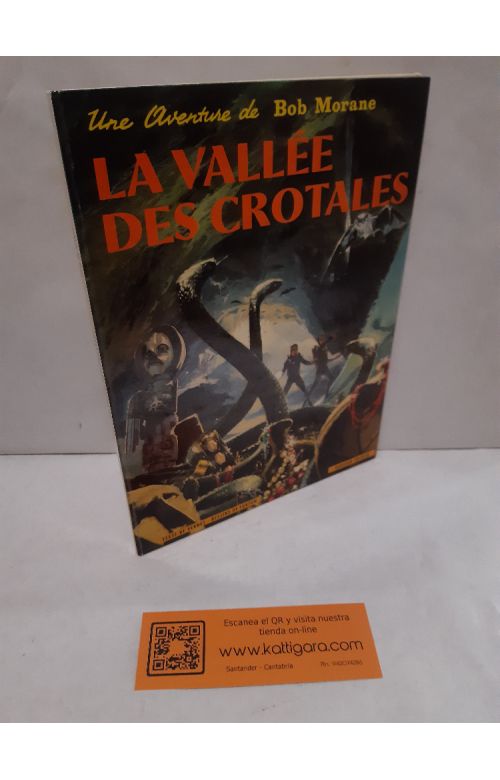 Une Aventure de Bob Morane
LA VALLÉE
DES CROTALES
Escanea el QR y visita nuestra
tienda on-line
www.kattigara.com
Santander - Cantabria